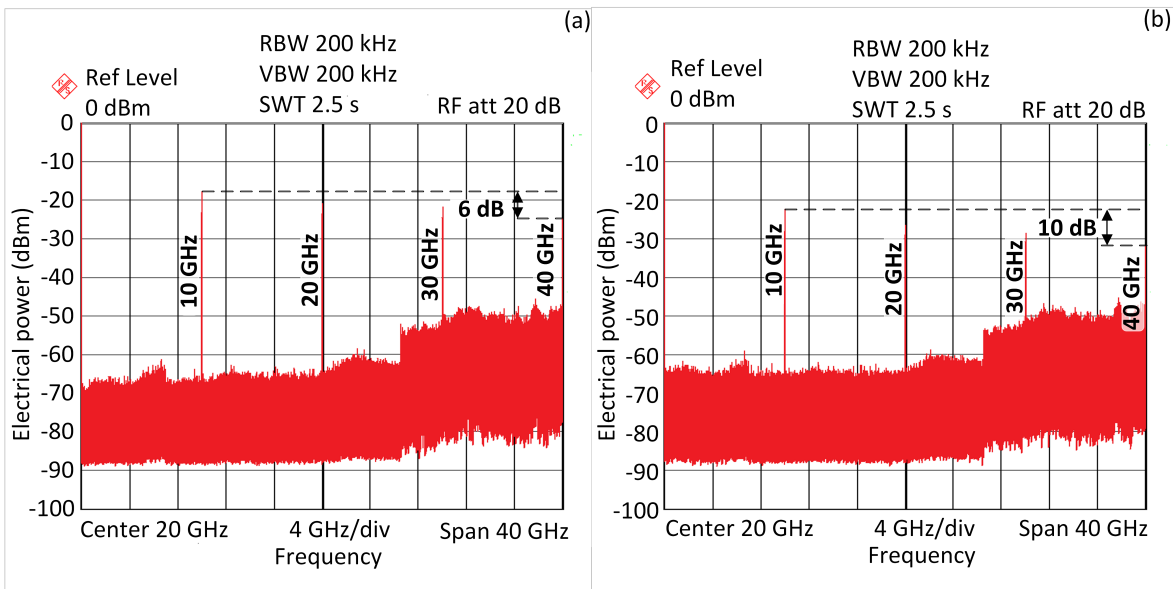 (a)
RBW 200 kHz
VBW 200 kHz
SWT 2.5 s
Ref Level
0 dBm
RF att 20 dB
0
-10
-20
-30
-40
-50
-60
-70
-80
-90
-100
Electrical power (dBm)
6 dB
10 GHz
20 GHz
30 GHz
40 GHz
Center 20 GHz
4 GHz/div
Span 40 GHz
Frequency
(b)
RBW 200 kHz
VBW 200 kHz
SWT 2.5 s
Ref Level
0 dBm
RF att 20 dB
0
-10
-20
-30
-40
-50
-60
-70
-80
-90
-100
Electrical power (dBm)
10 dB
10 GHz
20 GHz
30 GHz
40 GHz
Center 20 GHz
4 GHz/div
Span 40 GHz
Frequency